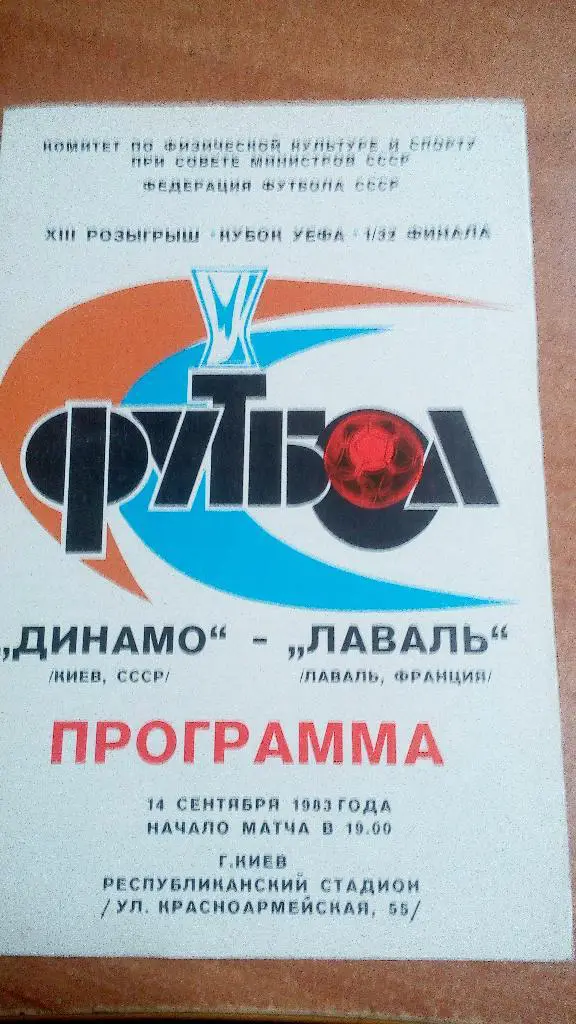 КОМИТЕТ ПО ФИЗИЧЕСКОЙ КУЛЬТУРЕ И СПОРТУ
ПРИ СОВЕТЕ МИНИСТРОВ СССР
ФЕДЕРАЦИЯ ФУТБОЛА СССР
XIII РОЗЫГРЫШ · КУБОК УЕФА · 1/32 ФИНАЛА
ФУТБОЛ
„ДИНАМО“ - „ЛАВАЛЬ“
/КИЕВ, СССР/ /ЛАВАЛЬ, ФРАНЦИЯ/
ПРОГРАММА
14 СЕНТЯБРЯ 1983 ГОДА
НАЧАЛО МАТЧА В 19.00
Г.КИЕВ
РЕСПУБЛИКАНСКИЙ СТАДИОН
/УЛ. КРАСНОАРМЕЙСКАЯ, 55/